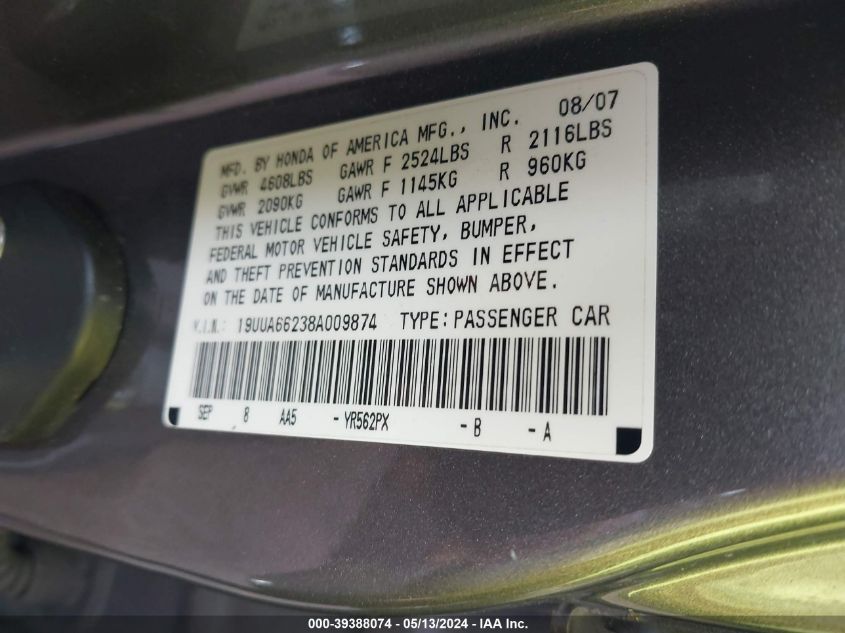 08/07
MFD. BY HONDA OF AMERICA MFG., INC.
GVWR 4608LBS GAWR F 2524LBS R 2116LBS
GVWR 2090KG GAWR F 1145KG R 960KG
THIS VEHICLE CONFORMS TO ALL APPLICABLE
FEDERAL MOTOR VEHICLE SAFETY, BUMPER,
AND THEFT PREVENTION STANDARDS IN EFFECT
ON THE DATE OF MANUFACTURE SHOWN ABOVE.
V.I.N.: 19UUA66238A009874 TYPE:PASSENGER CAR
SEP 8 AA5 -YR562PX -B -A
000-39388074 - 05/13/2024 - IAA Inc.